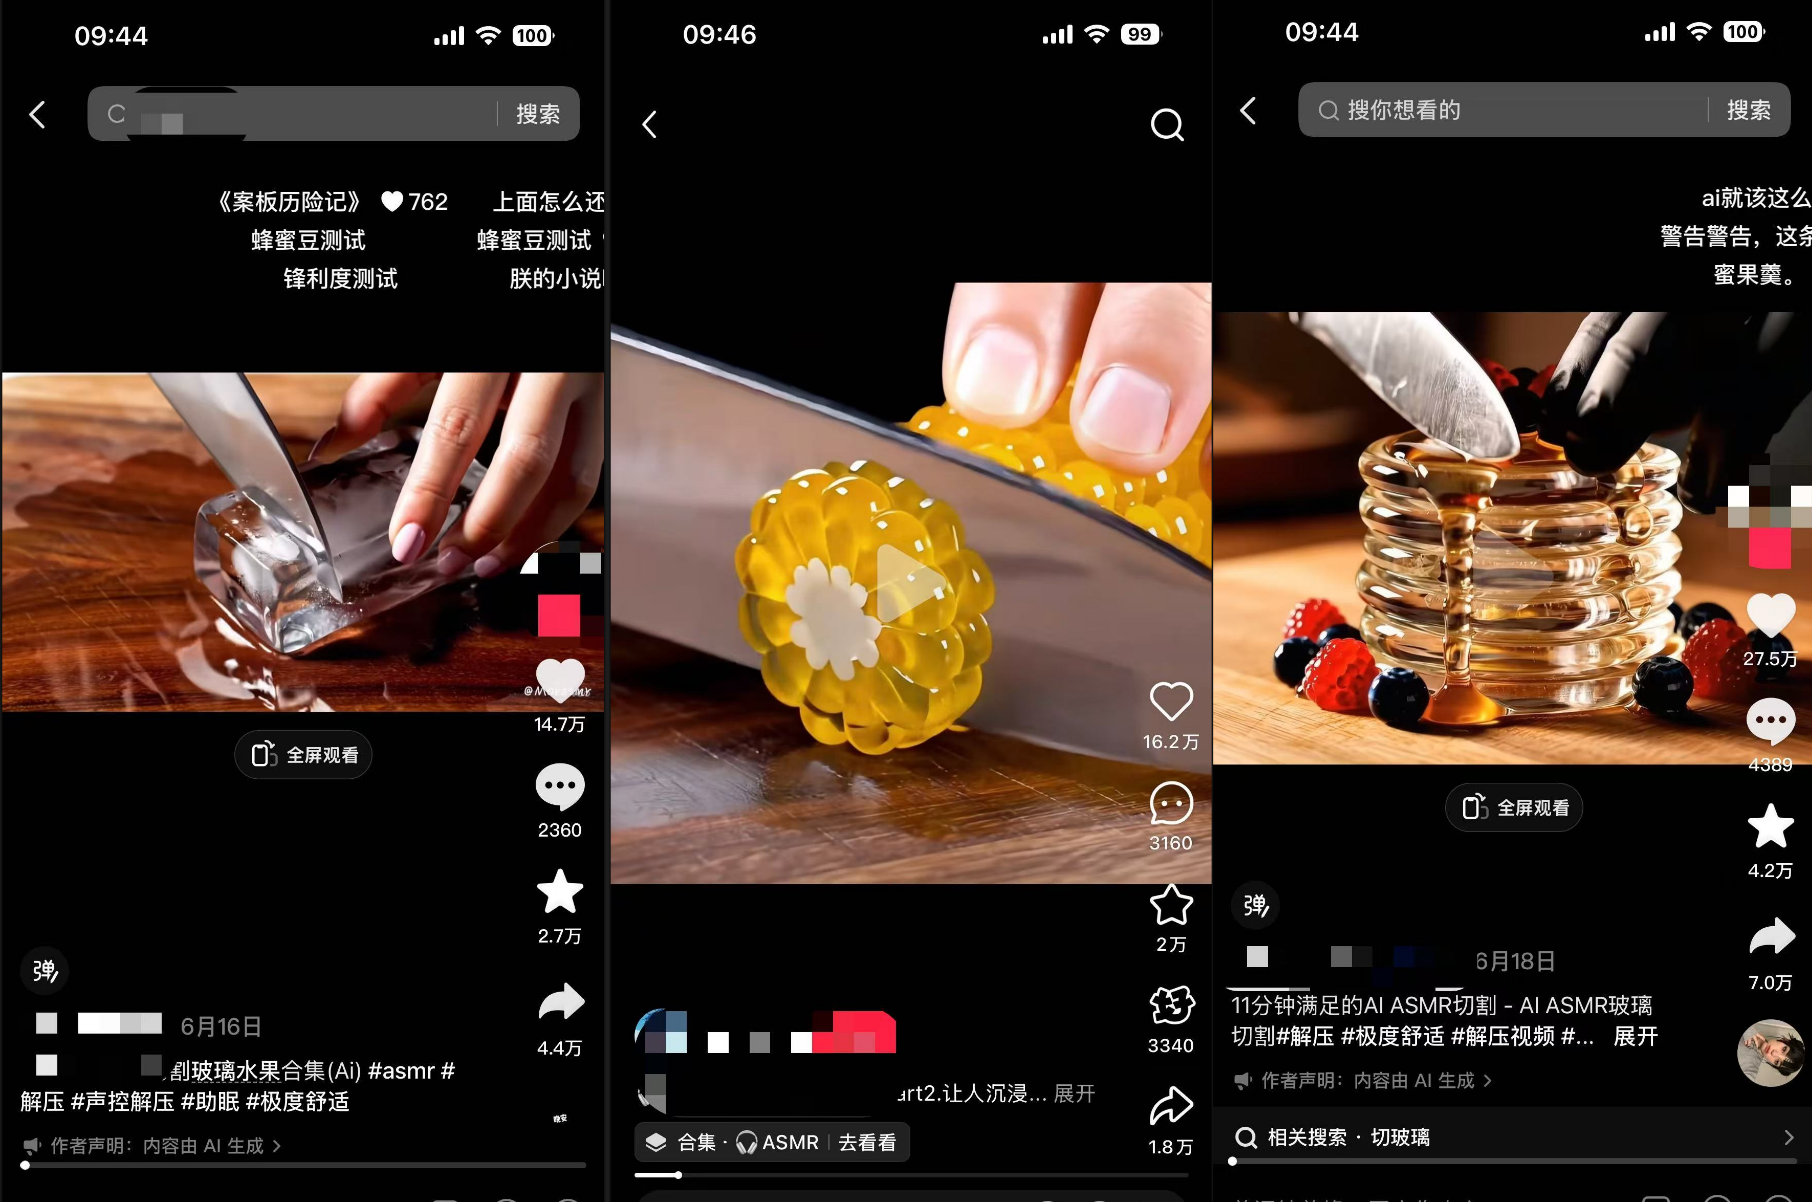 09:44
100
搜索
《案板历险记》 762
上面怎么还
蜂蜜豆测试
蜂蜜豆测试
锋利度测试
朕的小说
14.7万
全屏观看
2360
2.7万
弹
6月16日
4.4万
割玻璃水果合集(Ai) #asmr #
解压 #声控解压 #助眠 #极度舒适
作者声明：内容由 AI 生成
09:46
99
16.2万
3160
2万
3340
art2.让人沉浸... 展开
合集 · ASMR 去看看
1.8万
09:44
100
搜你想看的
搜索
ai就该这么
警告警告，这条
蜜果羹。
27.5万
4389
全屏观看
4.2万
弹
6月18日
7.0万
11分钟满足的AI ASMR切割 - AI ASMR玻璃
切割#解压 #极度舒适 #解压视频 #... 展开
作者声明：内容由 AI 生成
相关搜索 · 切玻璃